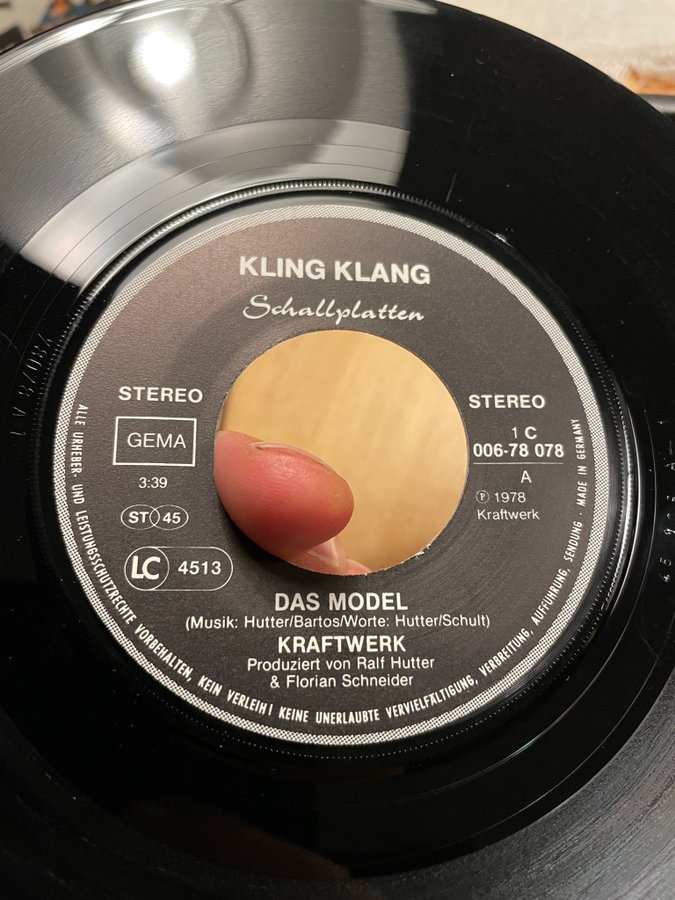 KLING KLANG
Schallplatten
STEREO
GEMA
3:39
ST 45
LC 4513
STEREO
1 C
006-78 078
A
℗ 1978
Kraftwerk
DAS MODEL
(Musik: Hutter/Bartos/Worte: Hutter/Schult)
KRAFTWERK
Produziert von Ralf Hutter
& Florian Schneider
ALLE URHEBER- UND LEISTUNGSSCHUTZRECHTE VORBEHALTEN, KEIN VERLEIH! KEINE UNERLAUBTE VERVIELFÄLTIGUNG, VERBREITUNG, AUFFÜHRUNG, SENDUNG · MADE IN GERMANY